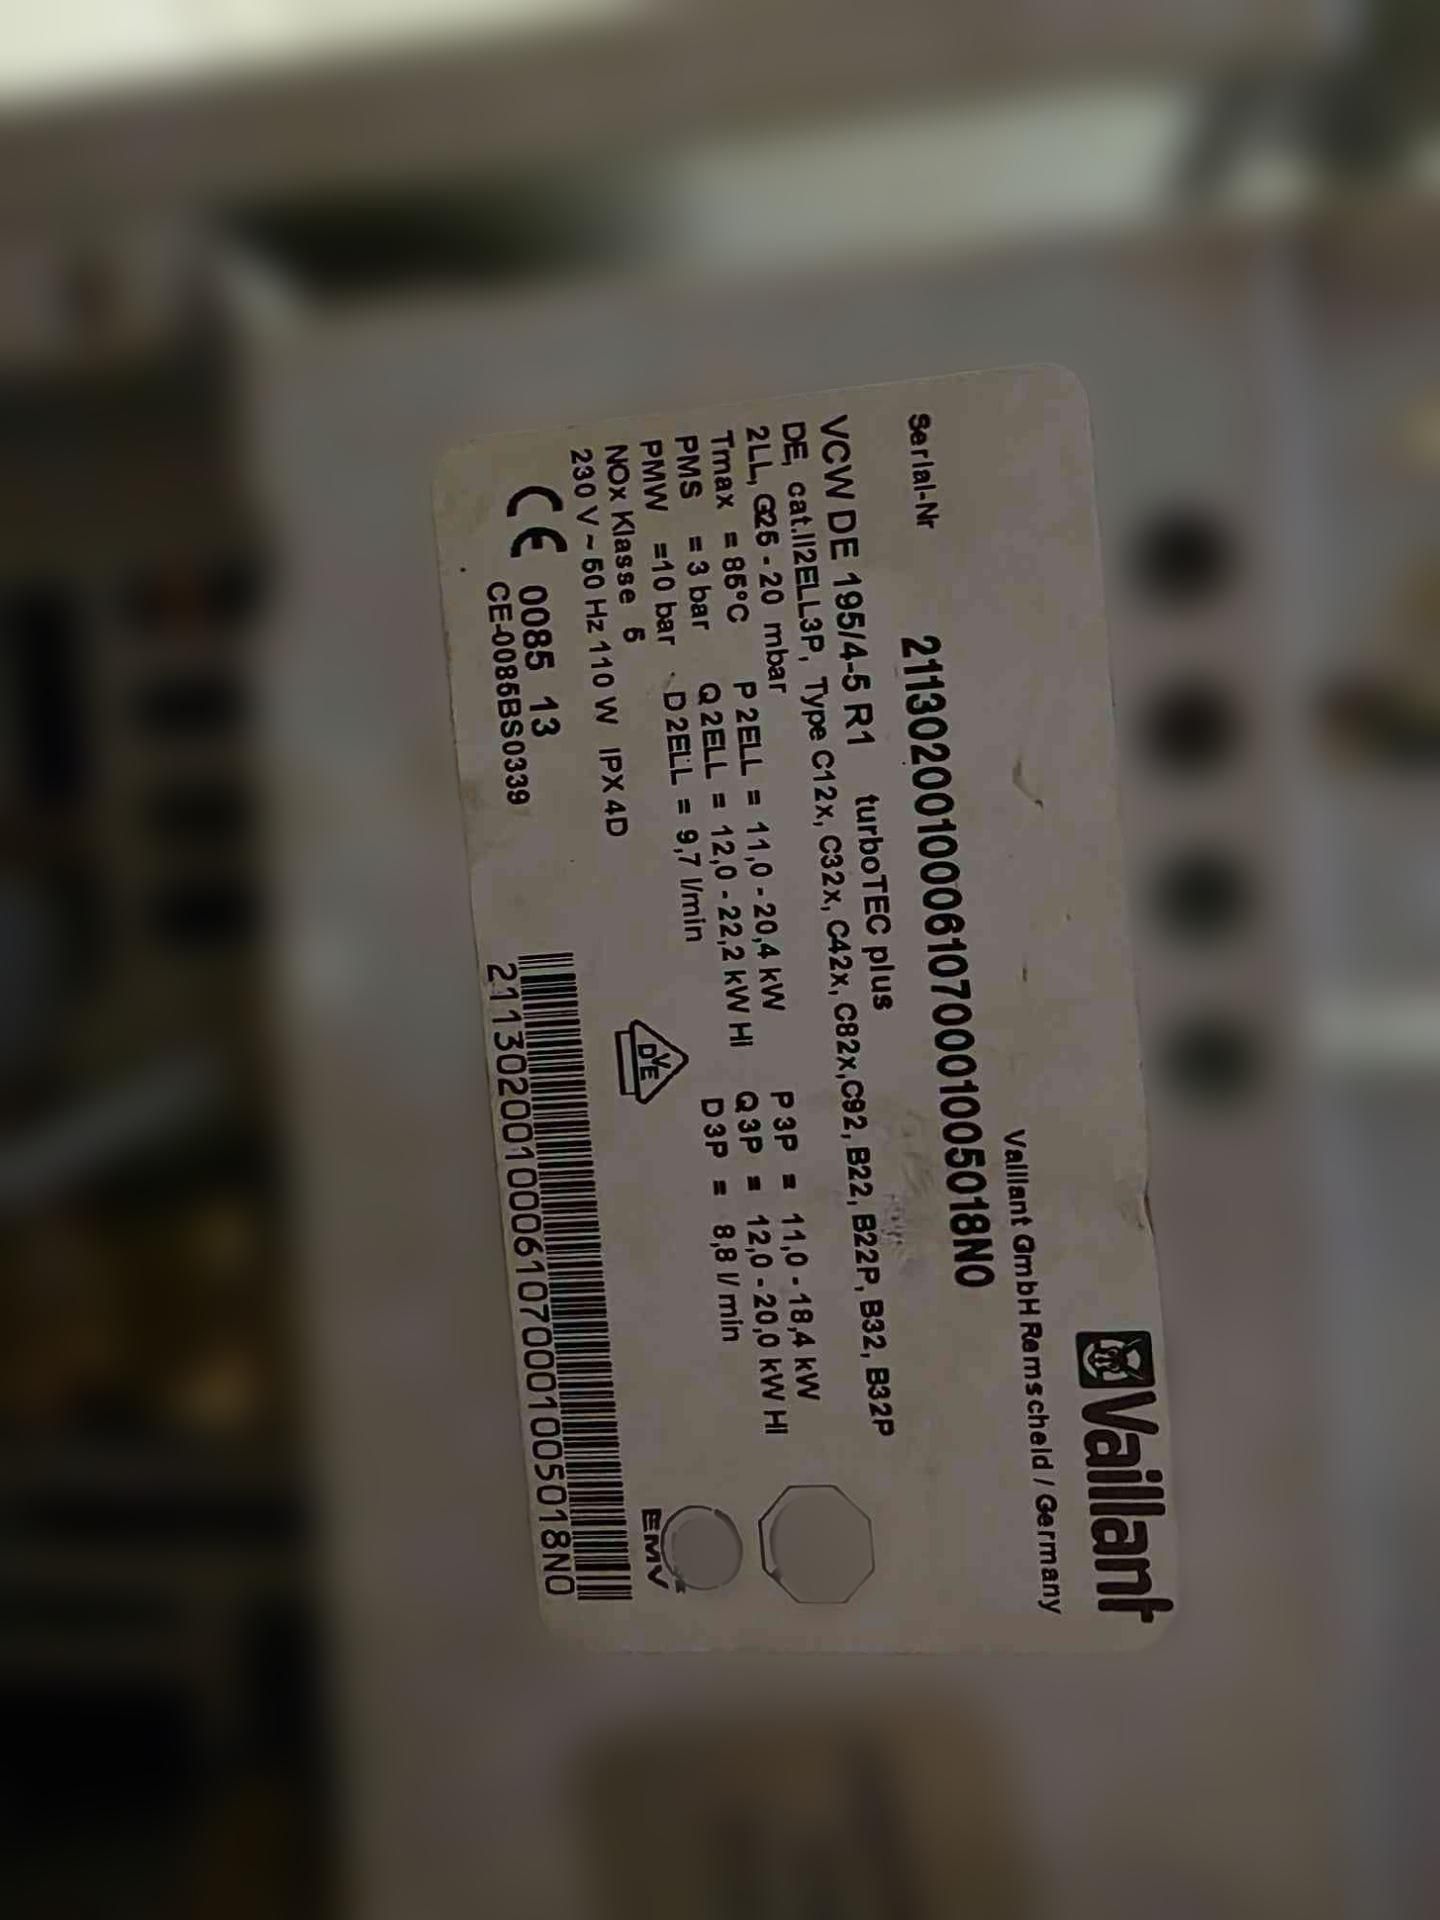 Vaillant
Vaillant GmbH Remscheid / Germany
Serial-Nr 21130200100061070001005018N0
VCW DE 195/4-5 R1 turboTEC plus
DE, cat.II2ELL3P, Type C12x, C32x, C42x, C82x,C92, B22, B22P, B32, B32P
2LL, G25 - 20 mbar
Tmax = 85°C P 2ELL = 11,0 - 20,4 kW P 3P = 11,0 - 18,4 kW
PMS = 3 bar Q 2ELL = 12,0 - 22,2 kW Hi Q 3P = 12,0 - 20,0 kW Hi
PMW =10 bar D 2ELL = 9,7 l/min D 3P = 8,8 l/ min
NOx Klasse 5
230 V ~ 50 Hz 110 W IPX 4D
DVE
EMV
CE 0085 13
CE-0085BS0339
21130200100061070001005018N0